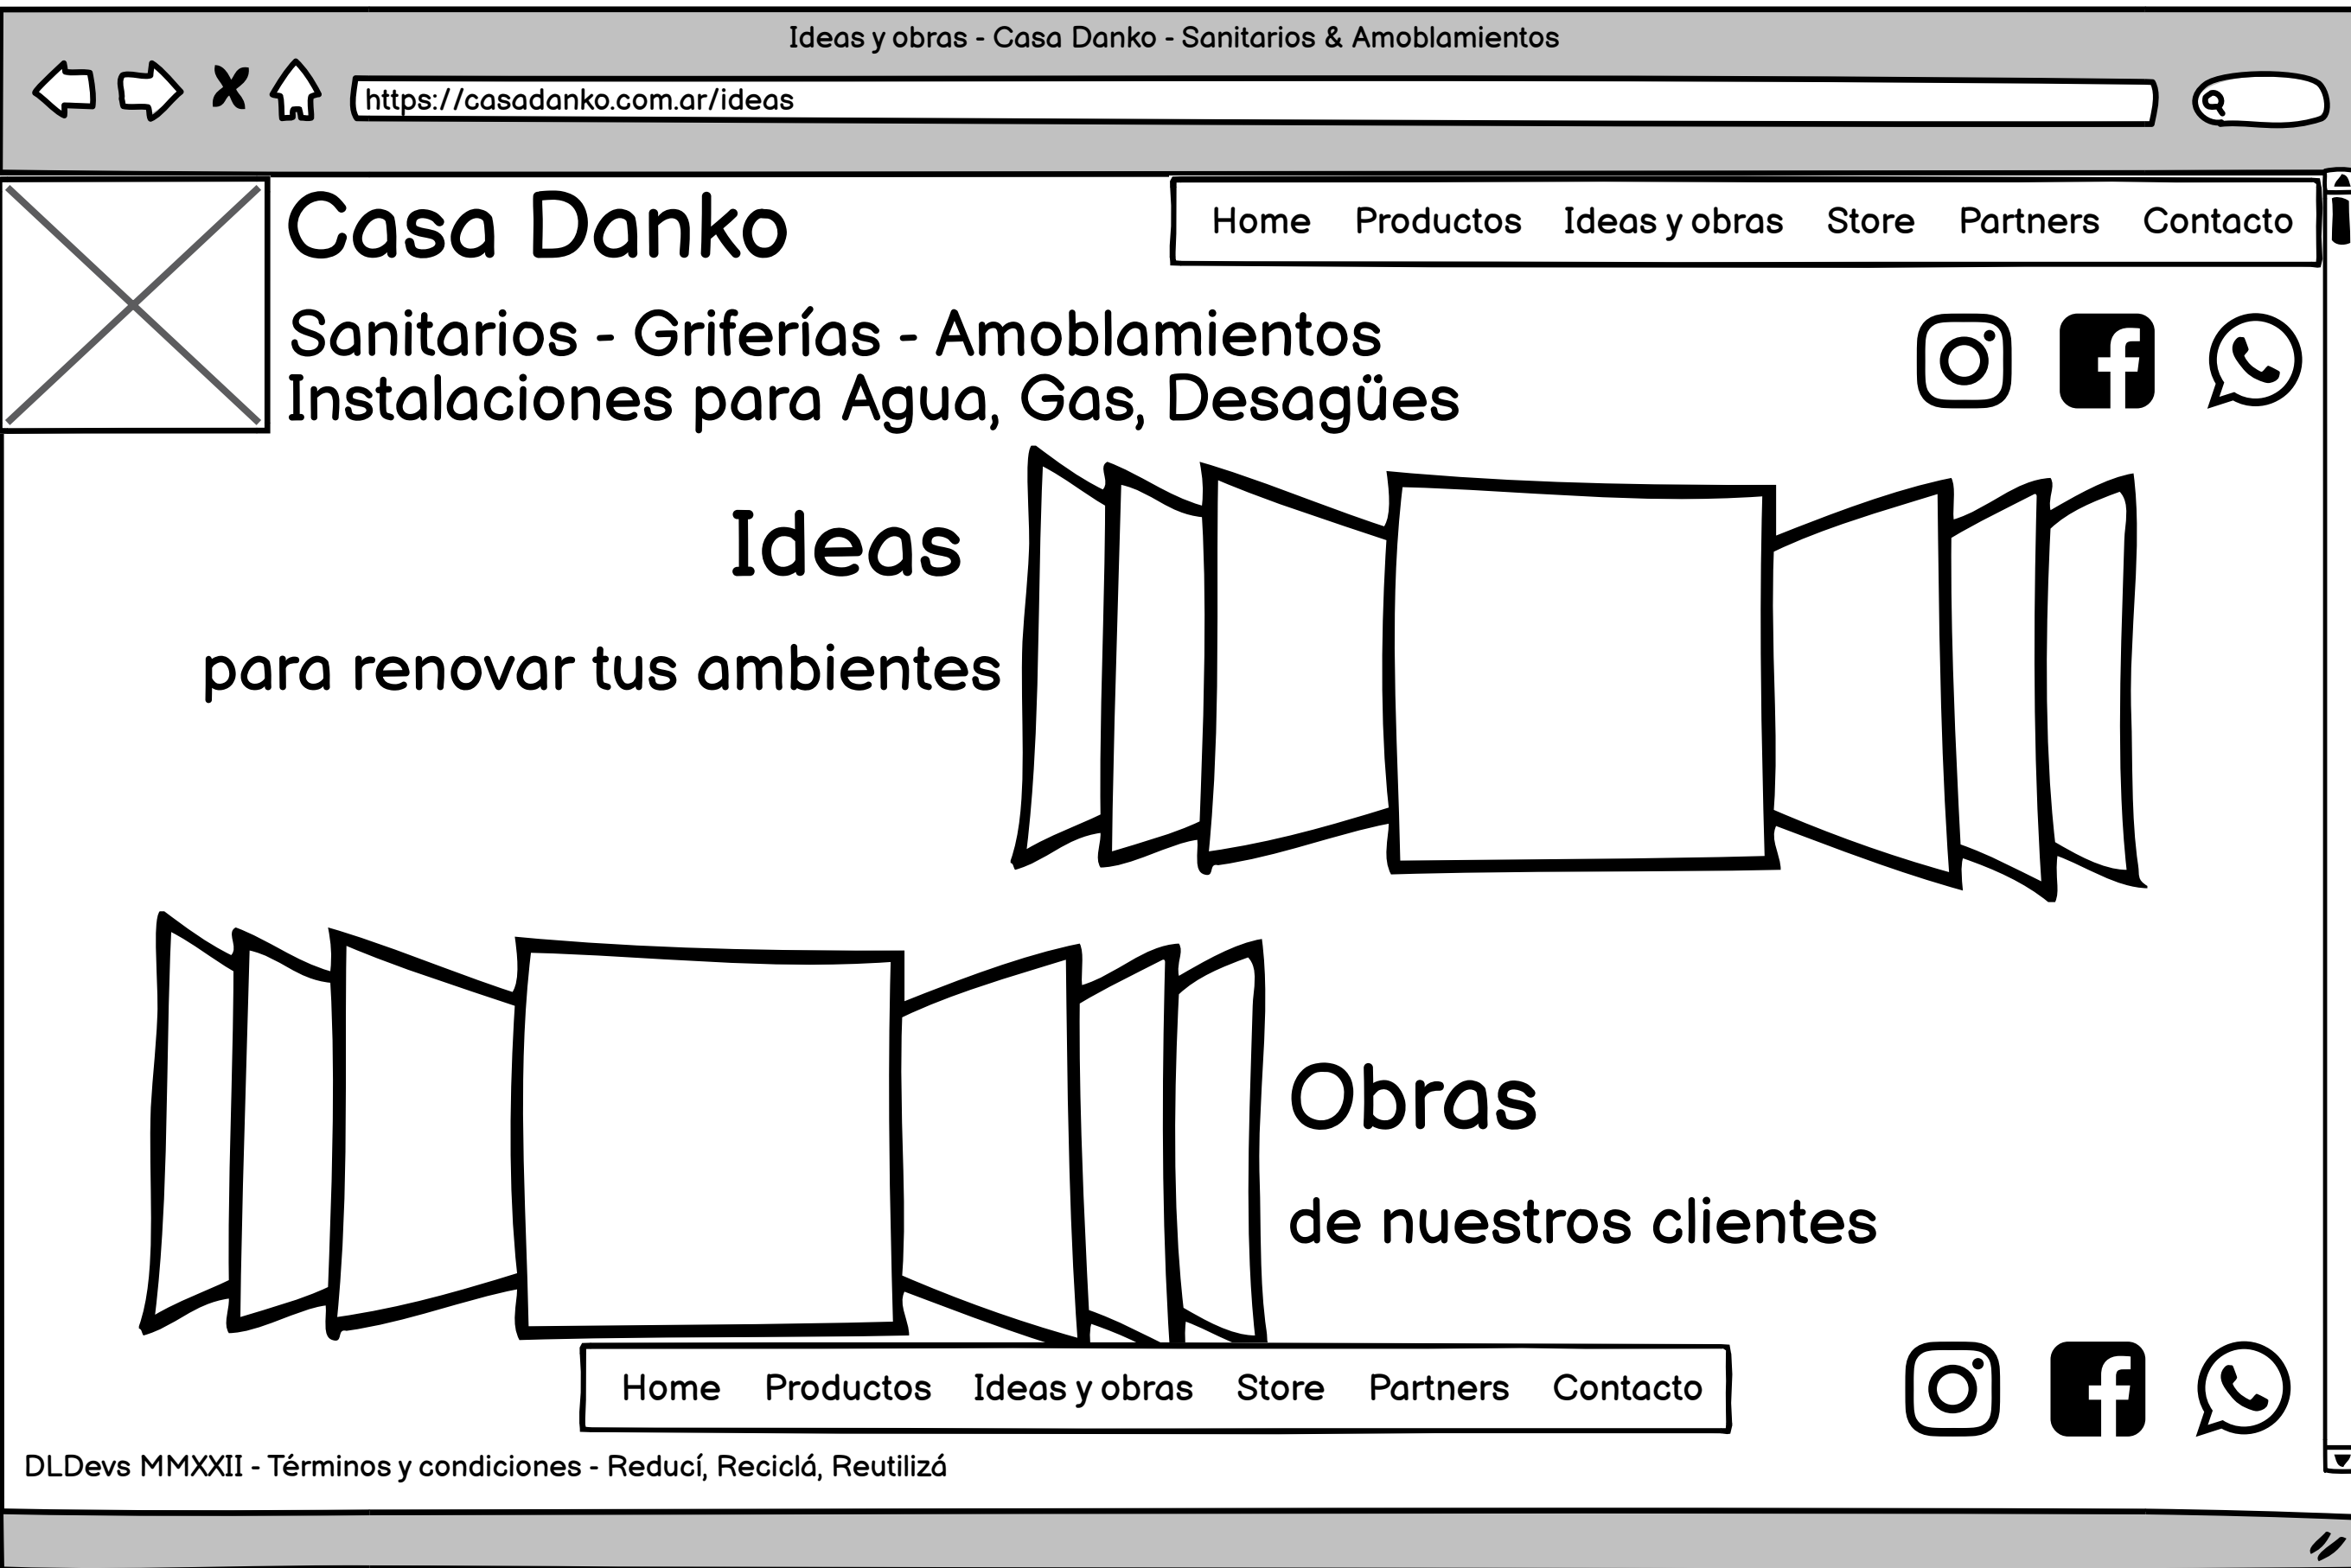 Ideas y obras - Casa Danko - Sanitarios & Amoblamientos
https://casadanko.com.ar/ideas
Casa Danko
Home Productos Ideas y obras Store Partners Contacto
Sanitarios - Griferías - Amoblamientos
Instalaciones para Agua, Gas, Desagües
Ideas
para renovar tus ambientes
Obras
de nuestros clientes
Home Productos Ideas y obras Store Partners Contacto
DLDevs MMXXII - Términos y condiciones - Reducí, Reciclá, Reutilizá